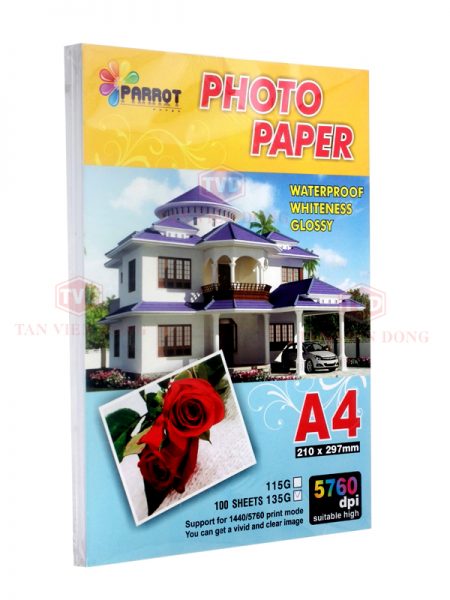 PARROT
PHOTO
PAPER
WATERPROOF
WHITENESS
GLOSSY
TVD
TAN VIE
DONG
A4
210 x 297mm
115G
100 SHEETS 135G
5760
dpi
suitable high
Support for 1440/5760 print mode
You can get a vivid and clear image